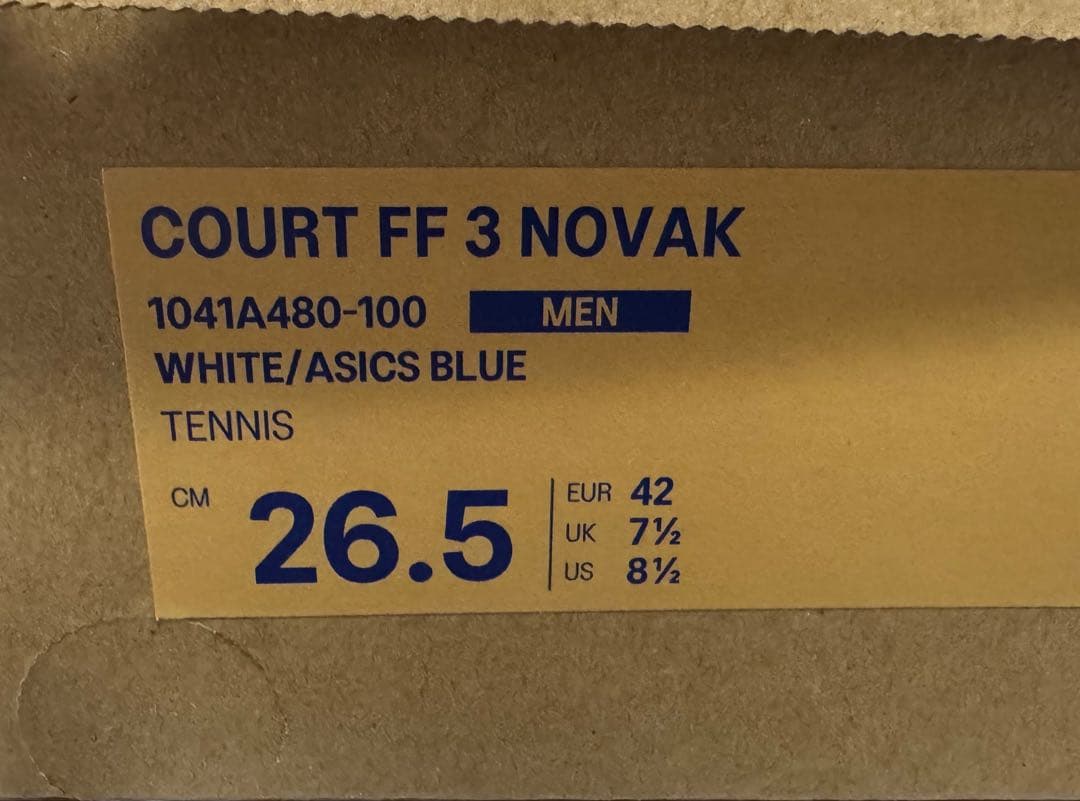 COURT FF 3 NOVAK
1041A480-100 MEN
WHITE/ASICS BLUE
TENNIS
CM 26.5
EUR 42
UK 7½
US 8½